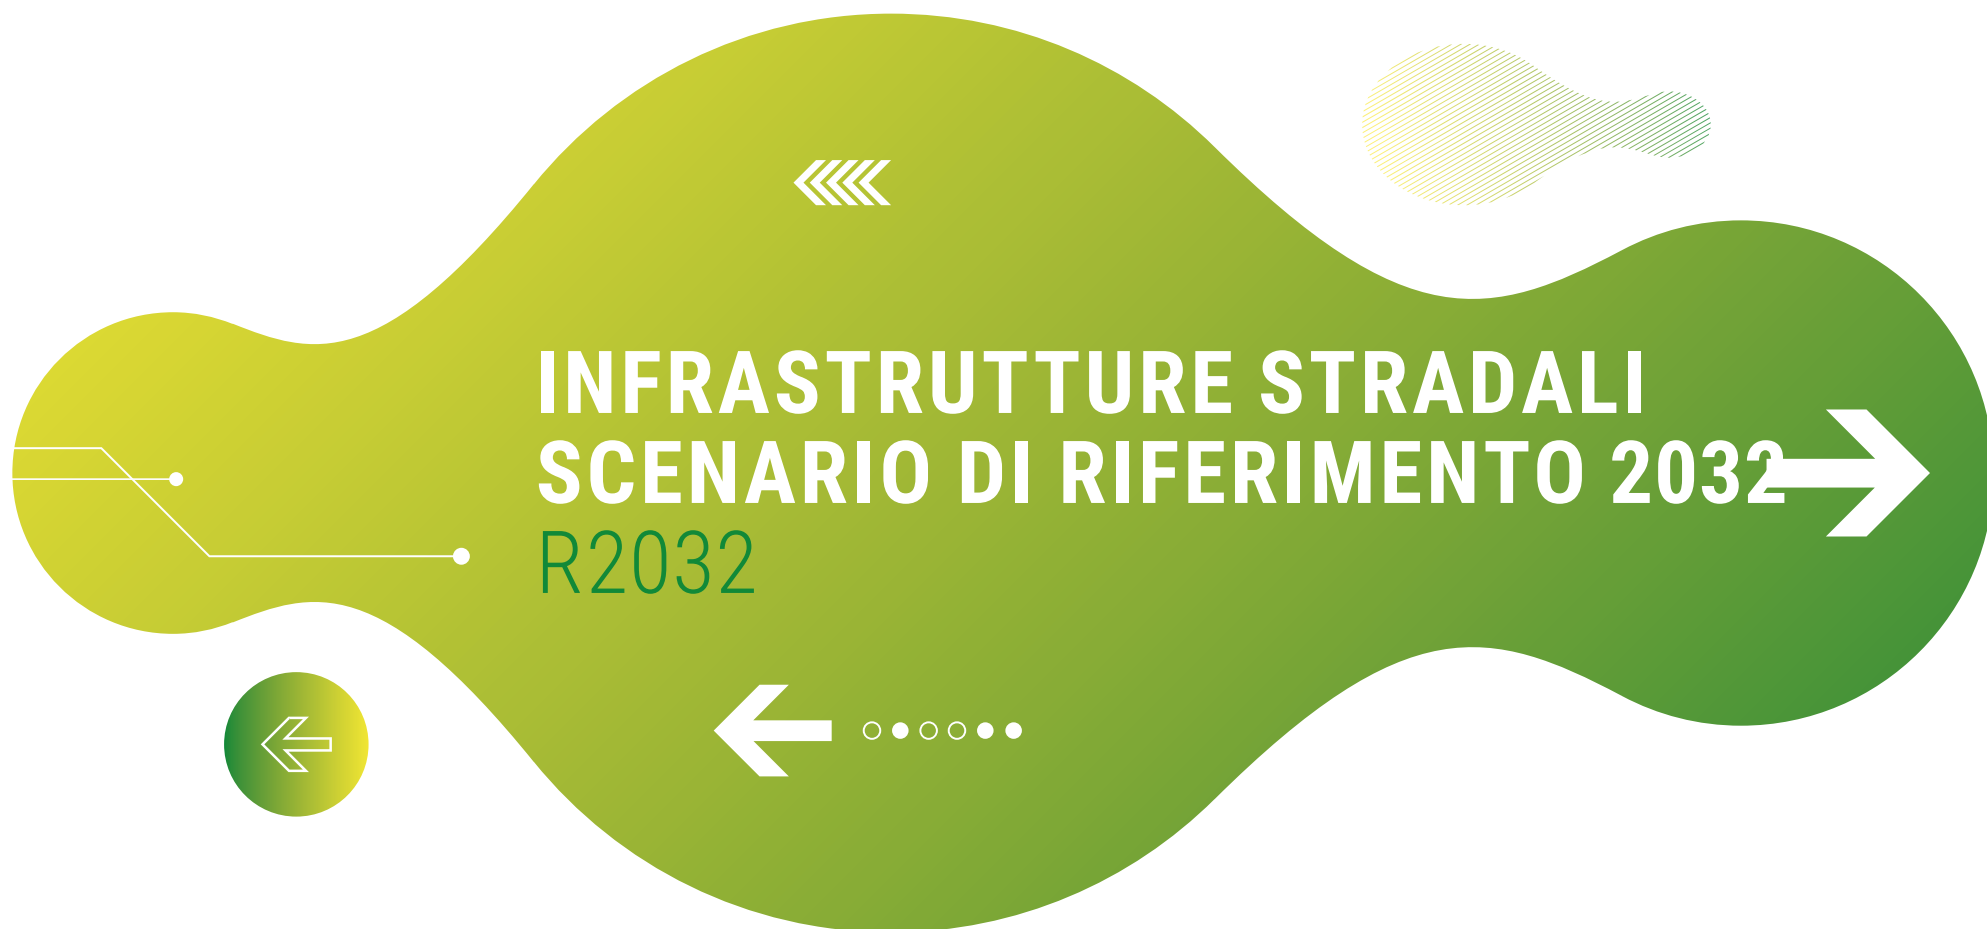 INFRASTRUTTURE STRADALI
SCENARIO DI RIFERIMENTO 2032
R2032